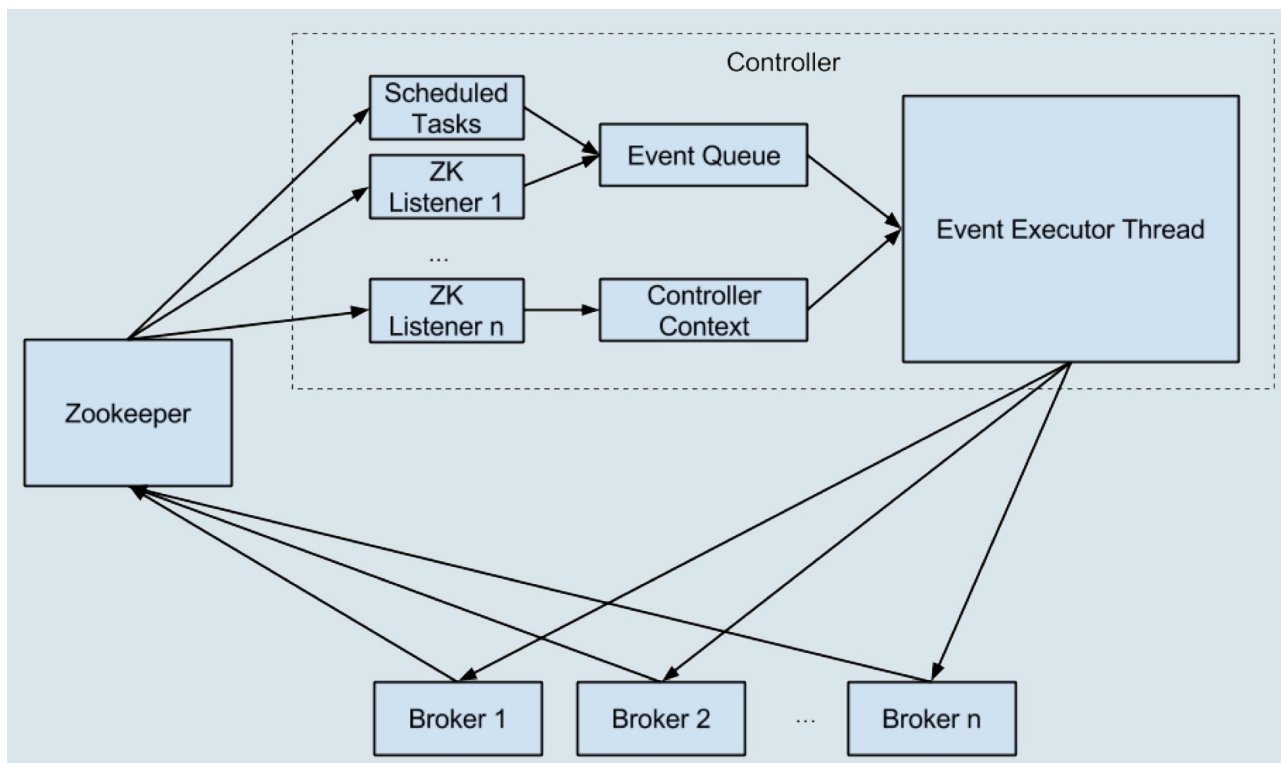 Controller
Scheduled
Tasks
Event Queue
ZK
Listener 1
Event Executor Thread
...
ZK
Listener n
Controller
Context
Zookeeper
Broker 1
Broker 2
...
Broker n